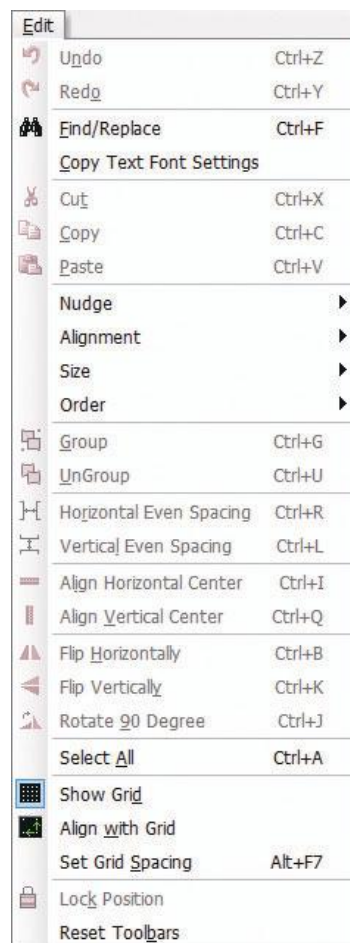 Edit
Undo Ctrl+Z
Redo Ctrl+Y
Find/Replace Ctrl+F
Copy Text Font Settings
Cut Ctrl+X
Copy Ctrl+C
Paste Ctrl+V
Nudge
Alignment
Size
Order
Group Ctrl+G
UnGroup Ctrl+U
Horizontal Even Spacing Ctrl+R
Vertical Even Spacing Ctrl+L
Align Horizontal Center Ctrl+I
Align Vertical Center Ctrl+Q
Flip Horizontally Ctrl+B
Flip Vertically Ctrl+K
Rotate 90 Degree Ctrl+J
Select All Ctrl+A
Show Grid
Align with Grid
Set Grid Spacing Alt+F7
Lock Position
Reset Toolbars